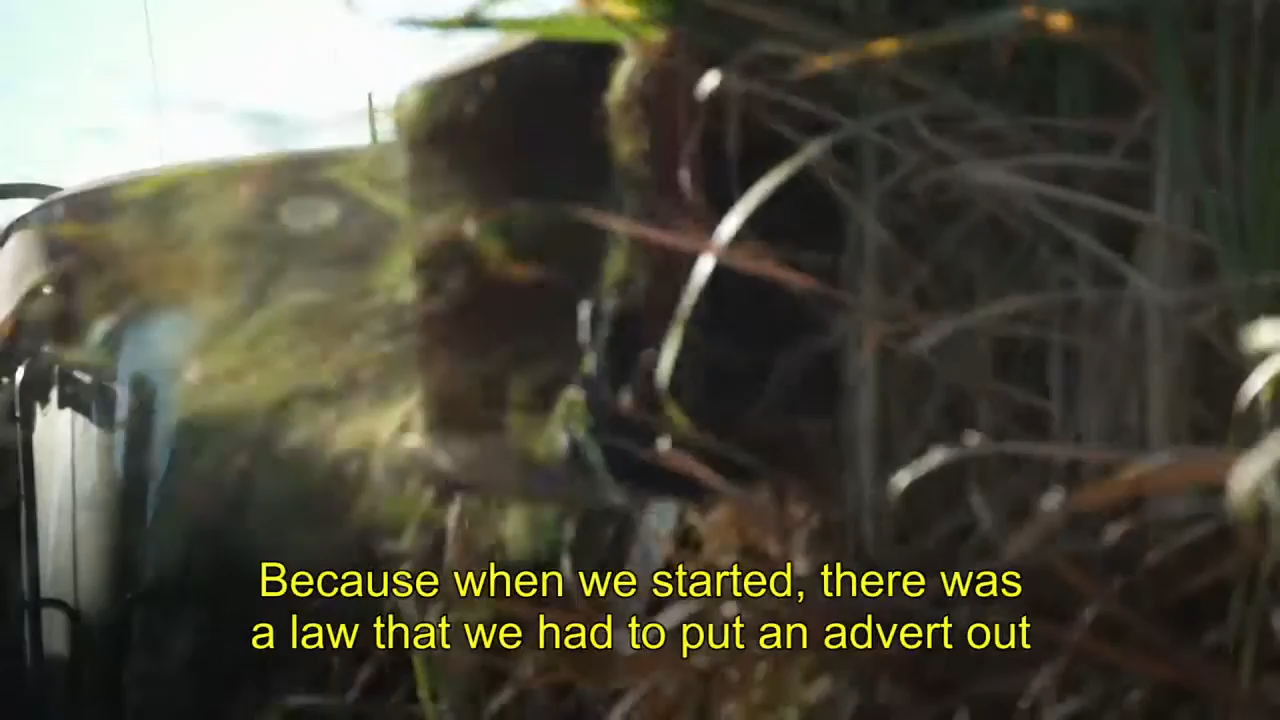 Because when we started, there was
a law that we had to put an advert out